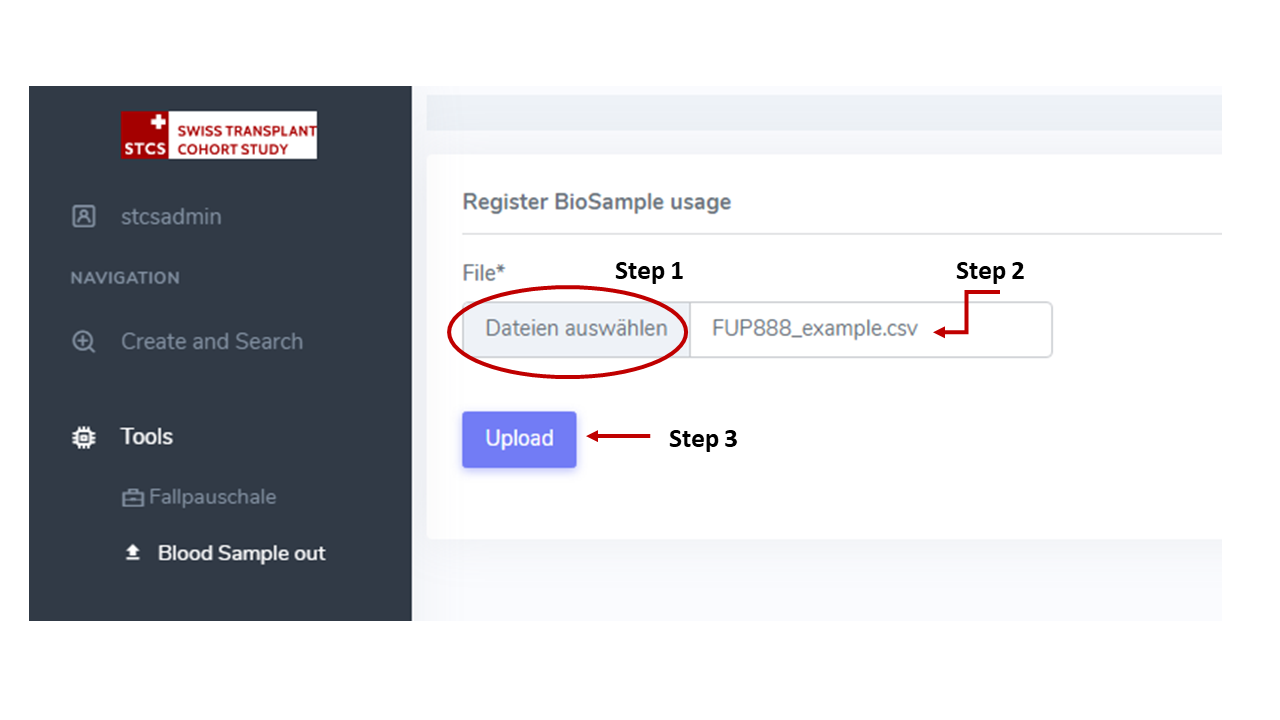 STCS
SWISS TRANSPLANT
COHORT STUDY
stcsadmin
NAVIGATION
Create and Search
Tools
Fallpauschale
Blood Sample out
Register BioSample usage
File*
Step 1
Step 2
Dateien auswählen
FUP888_example.csv
Upload
Step 3